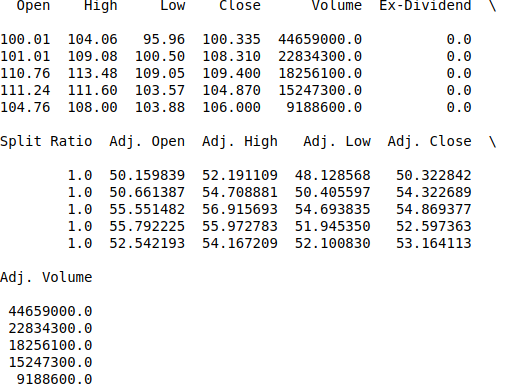 Open High Low Close Volume Ex-Dividend \
100.01 104.06 95.96 100.335 44659000.0 0.0
101.01 109.08 100.50 108.310 22834300.0 0.0
110.76 113.48 109.05 109.400 18256100.0 0.0
111.24 111.60 103.57 104.870 15247300.0 0.0
104.76 108.00 103.88 106.000 9188600.0 0.0
Split Ratio Adj. Open Adj. High Adj. Low Adj. Close \
1.0 50.159839 52.191109 48.128568 50.322842
1.0 50.661387 54.708881 50.405597 54.322689
1.0 55.551482 56.915693 54.693835 54.869377
1.0 55.792225 55.972783 51.945350 52.597363
1.0 52.542193 54.167209 52.100830 53.164113
Adj. Volume
44659000.0
22834300.0
18256100.0
15247300.0
9188600.0